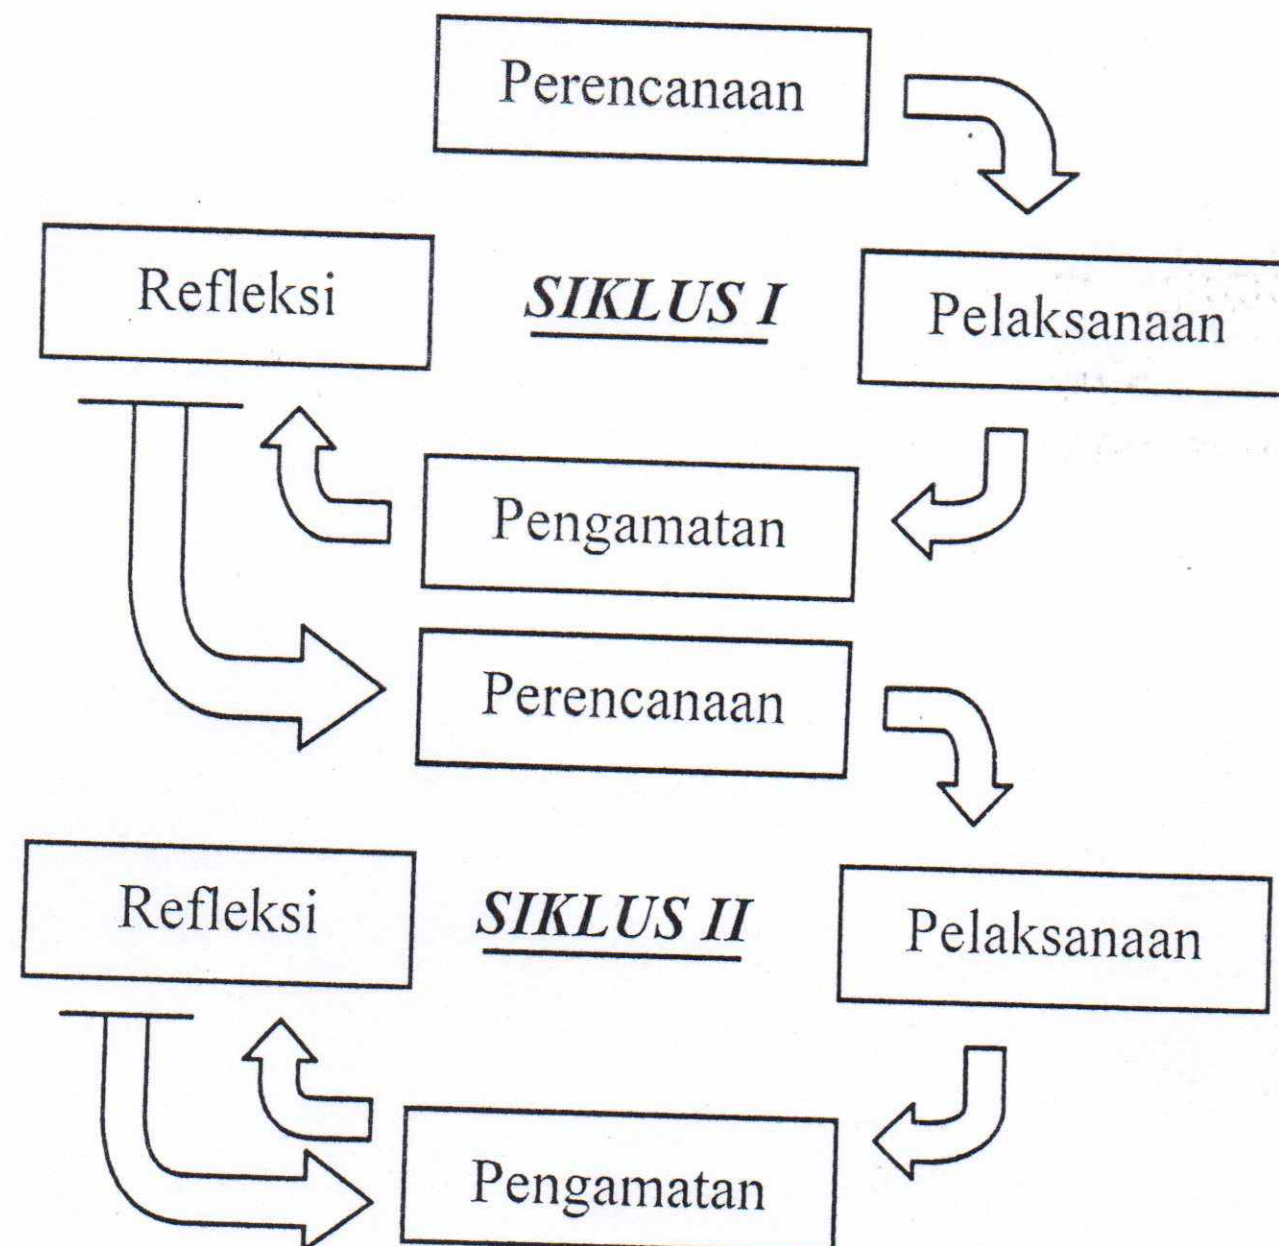 Perencanaan
Refleksi
SIKLUS I
Pelaksanaan
Pengamatan
Perencanaan
Refleksi
SIKLUS II
Pelaksanaan
Pengamatan